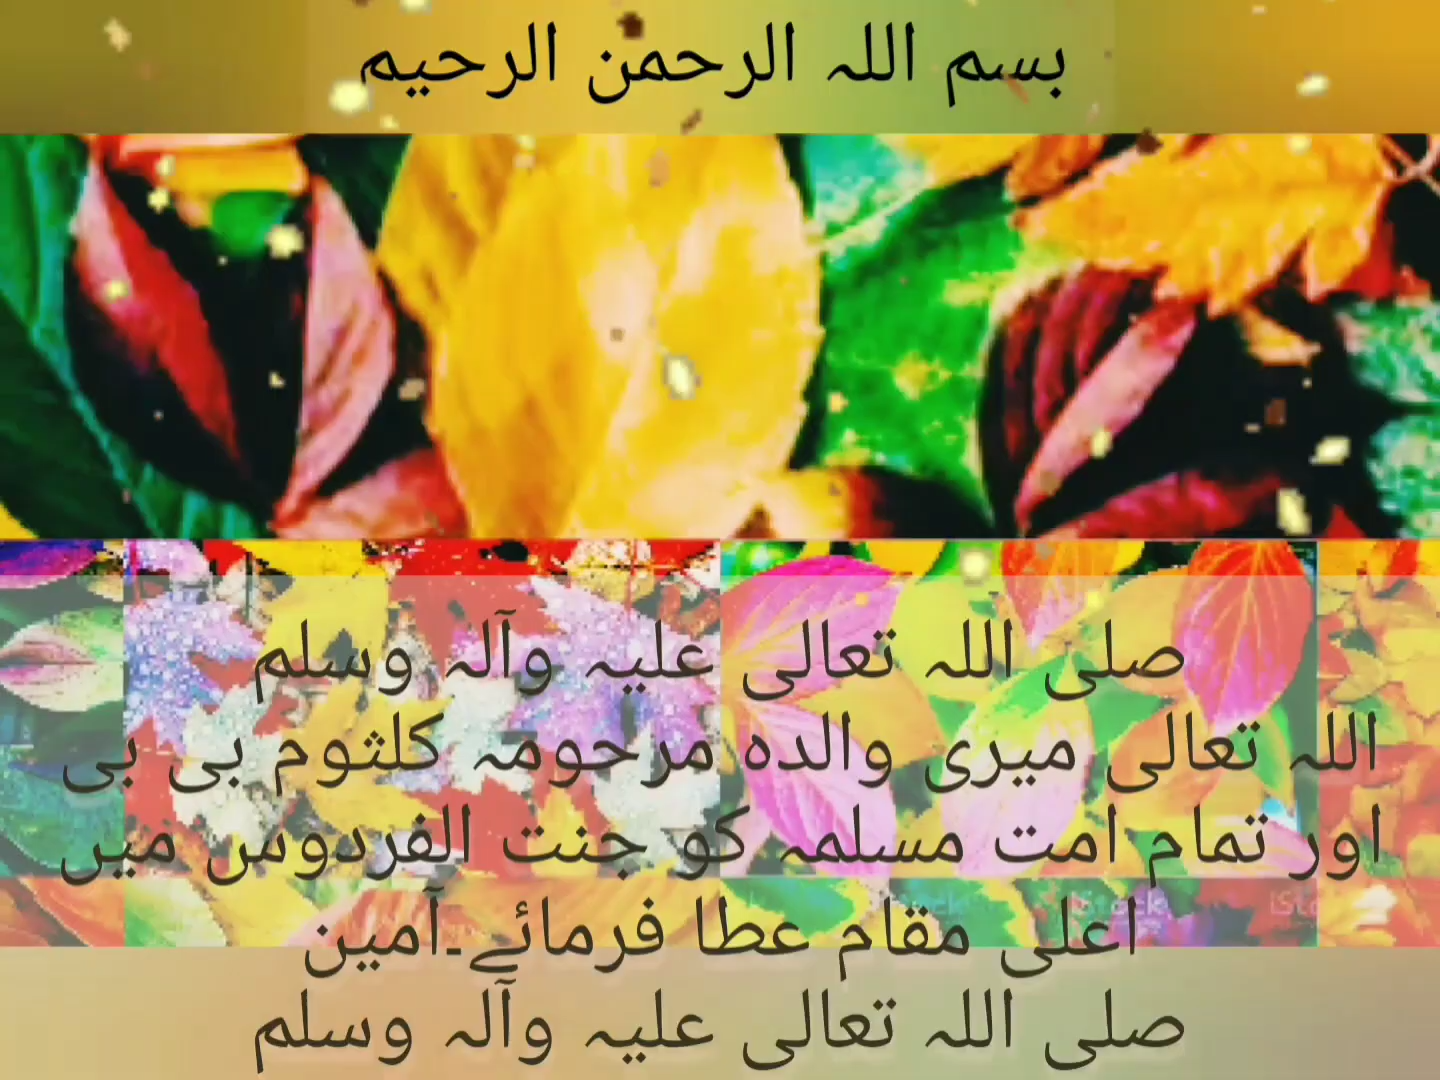 بسم اللہ الرحمن الرحیم
صلی اللہ تعالی علیہ وآلہ وسلم
اللہ تعالی میری والدہ مرحومہ کلثوم بی بی
اور تمام امت مسلمہ کو جنت الفردوس میں
اعلی مقام عطا فرمائے۔آمین
صلی اللہ تعالی علیہ وآلہ وسلم